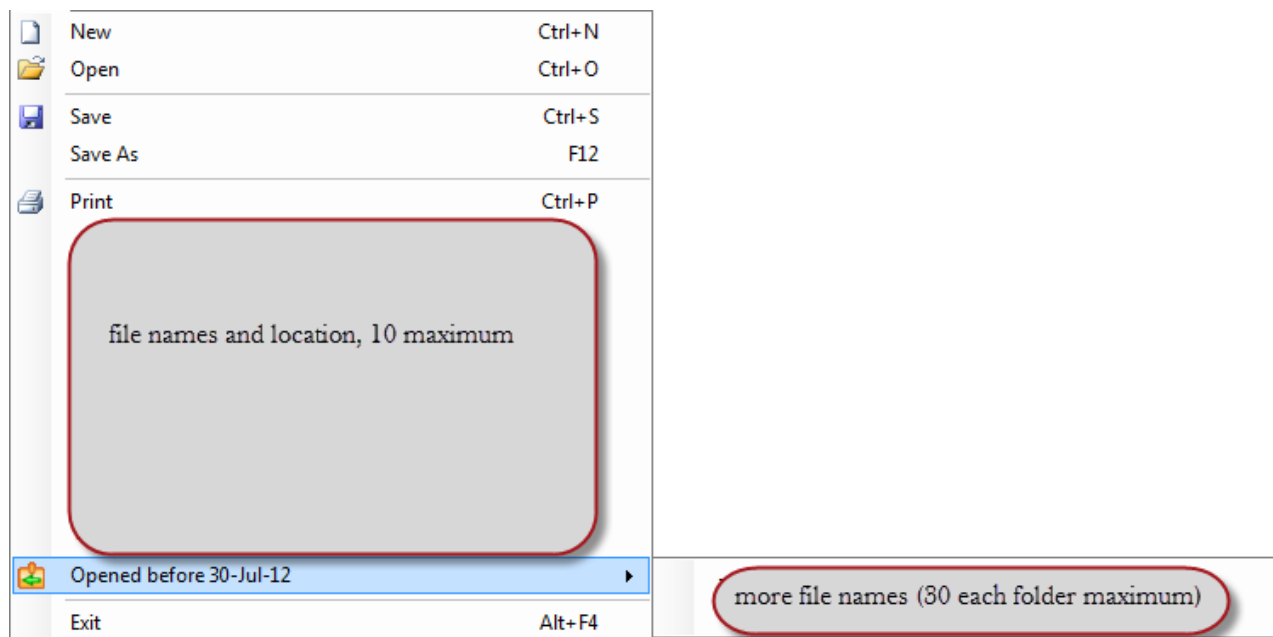 New Ctrl+N
Open Ctrl+O
Save Ctrl+S
Save As F12
Print Ctrl+P
file names and location, 10 maximum
Opened before 30-Jul-12
more file names (30 each folder maximum)
Exit Alt+F4